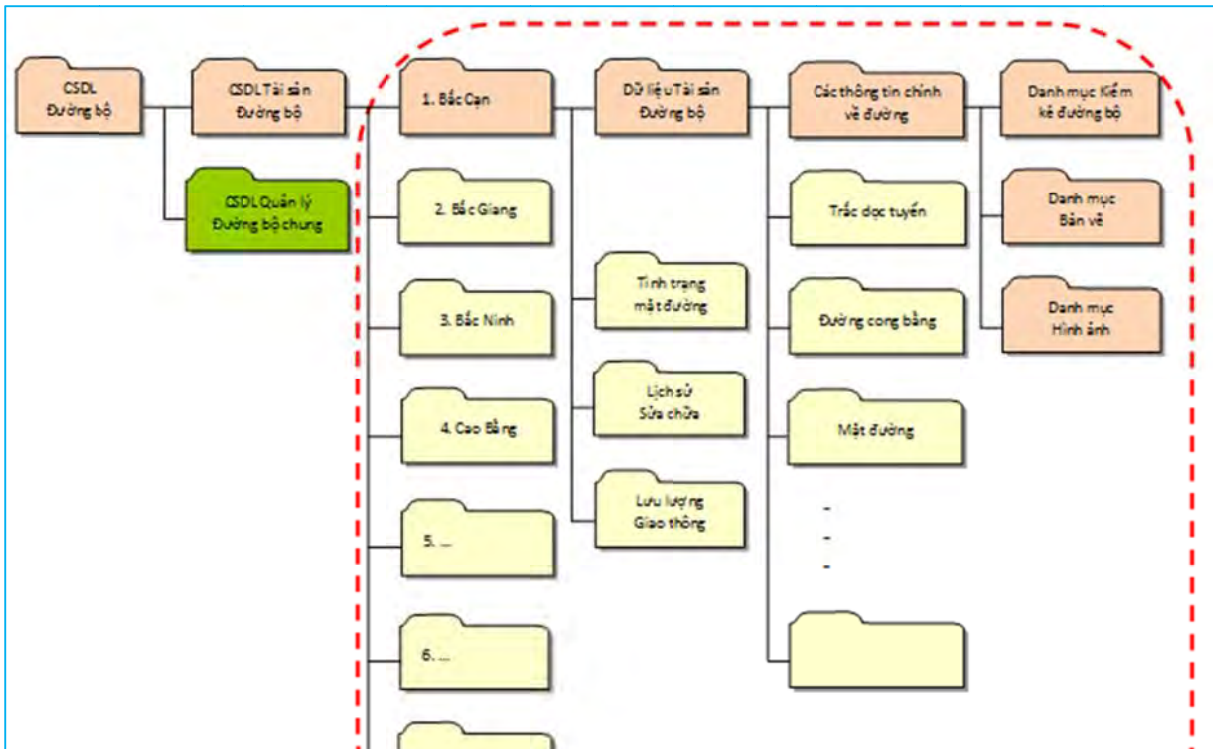 CSDL
Đường bộ
CSDL Tài sản
Đường bộ
1. Bắc Cạn
Dữ liệu Tài sản
Đường bộ
Các thông tin chính
về đường
Danh mục Kiểm
kê đường bộ
CSDL Quản lý
Đường bộ chung
2. Bắc Giang
Trắc dọc tuyến
Danh mục
Bản vẽ
Tình trạng
mặt đường
3. Bắc Ninh
Đường cong bằng
Danh mục
Hình ảnh
4. Cao Bằng
Lịch sử
Sửa chữa
Mặt đường
Lưu lượng
Giao thông
5. ...
6. ...